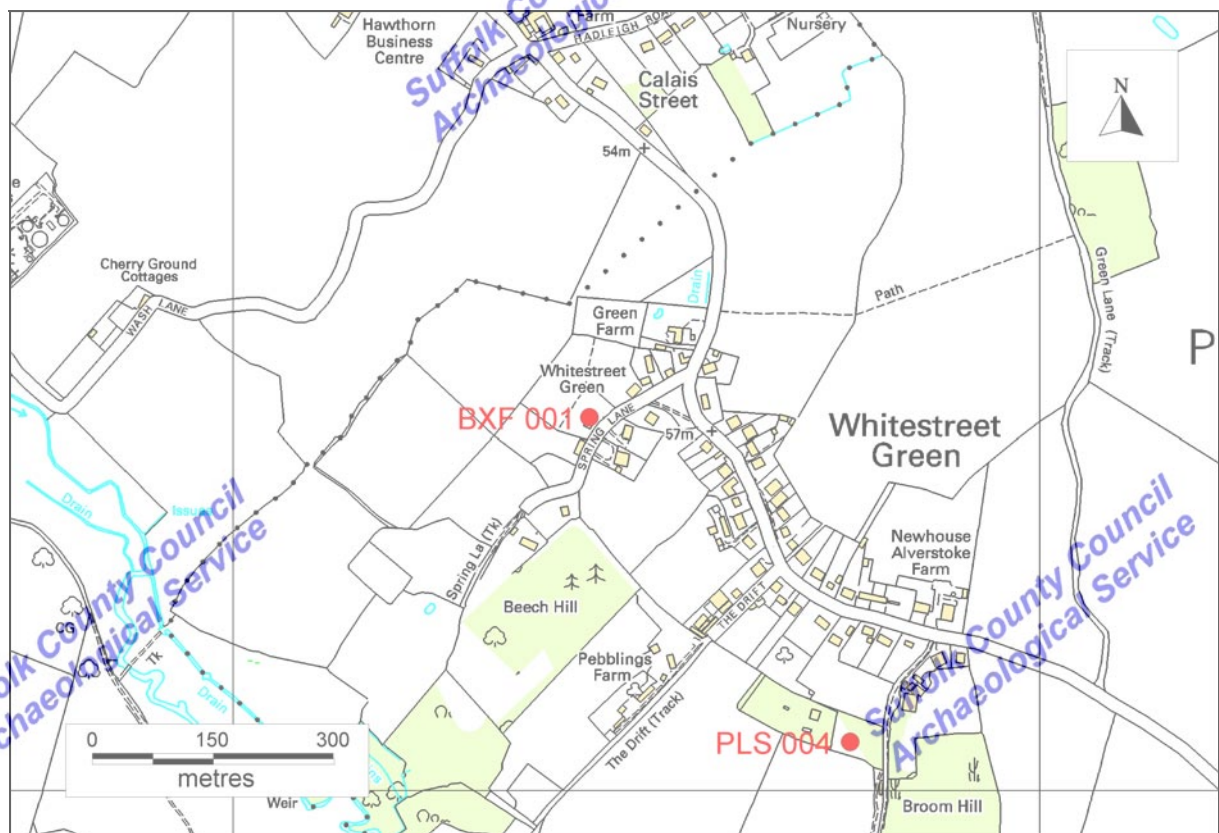 Suffolk County Council
Archaeological Service
Hawthorn
Business
Centre
Farm
HADLEIGH ROAD
Nursery
Calais
Street
N
54m
Cherry Ground
Cottages
WASH LANE
Drain
Path
Green Lane (Track)
Green
Farm
Whitestreet
Green
BXF 001
SPRING LANE
57m
Whitestreet
Green
P
Drain
Issues
Spring La (Tk)
Newhouse
Alverstoke
Farm
Suffolk County Council
Archaeological Service
Suffolk County Council
Archaeological Service
Beech Hill
THE DRIFT
CG
Tk
Drain
Pebblings
Farm
The Drift (Track)
PLS 004
0 150 300
metres
Weir
Broom Hill